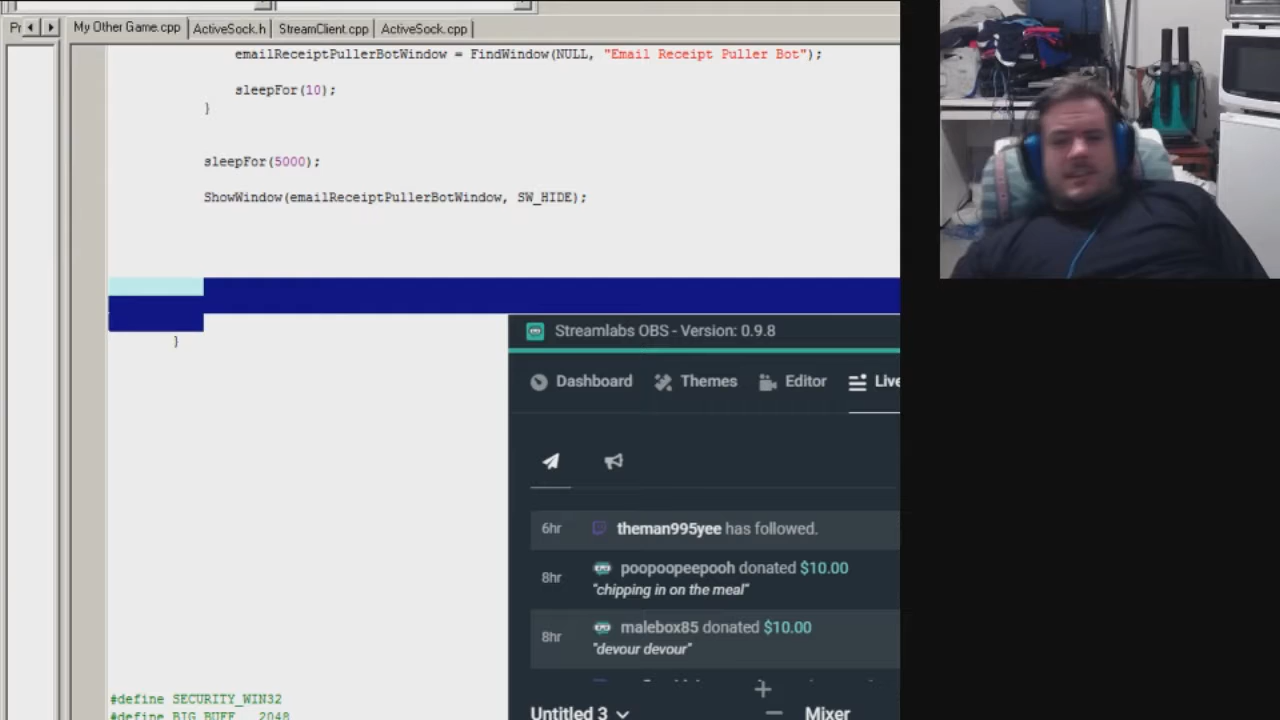 Pr
My Other Game.cpp
ActiveSock.h
StreamClient.cpp
ActiveSock.cpp
emailReceiptPullerBotWindow = FindWindow(NULL, "Email Receipt Puller Bot");
sleepFor(10);
}
sleepFor(5000);
ShowWindow(emailReceiptPullerBotWindow, SW_HIDE);
}
Streamlabs OBS - Version: 0.9.8
Dashboard
Themes
Editor
Live
6hr
theman995yee has followed.
8hr
poopoopeepooh donated $10.00
"chipping in on the meal"
8hr
malebox85 donated $10.00
"devour devour"
Untitled 3
Mixer
#define SECURITY_WIN32
#define BIG_BUFF 2048